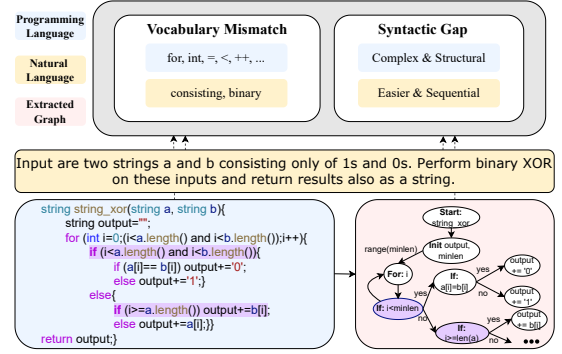 Programming
Language
Natural
Language
Extracted
Graph
Vocabulary Mismatch
for, int, =, <, ++, ...
consisting, binary
Syntactic Gap
Complex & Structural
Easier & Sequential
Input are two strings a and b consisting only of 1s and 0s. Perform binary XOR
on these inputs and return results also as a string.
string string_xor(string a, string b){
string output="";
for (int i=0;(i<a.length() and i<b.length());i++){
if (i<a.length() and i<b.length()){
if (a[i]== b[i]) output+='0';
else output+='1';}
else{
if (i>=a.length()) output+=b[i];
else output+=a[i];}}
return output;}
Start:
string_xor
Init output,
minlen
range(minlen)
For: i
If: i<minlen
yes
no
If:
a[i]=b[i]
yes
no
output
+= '0'
output
+= '1'
If:
i>=len(a)
yes
no
output
+= b[i]
●●●